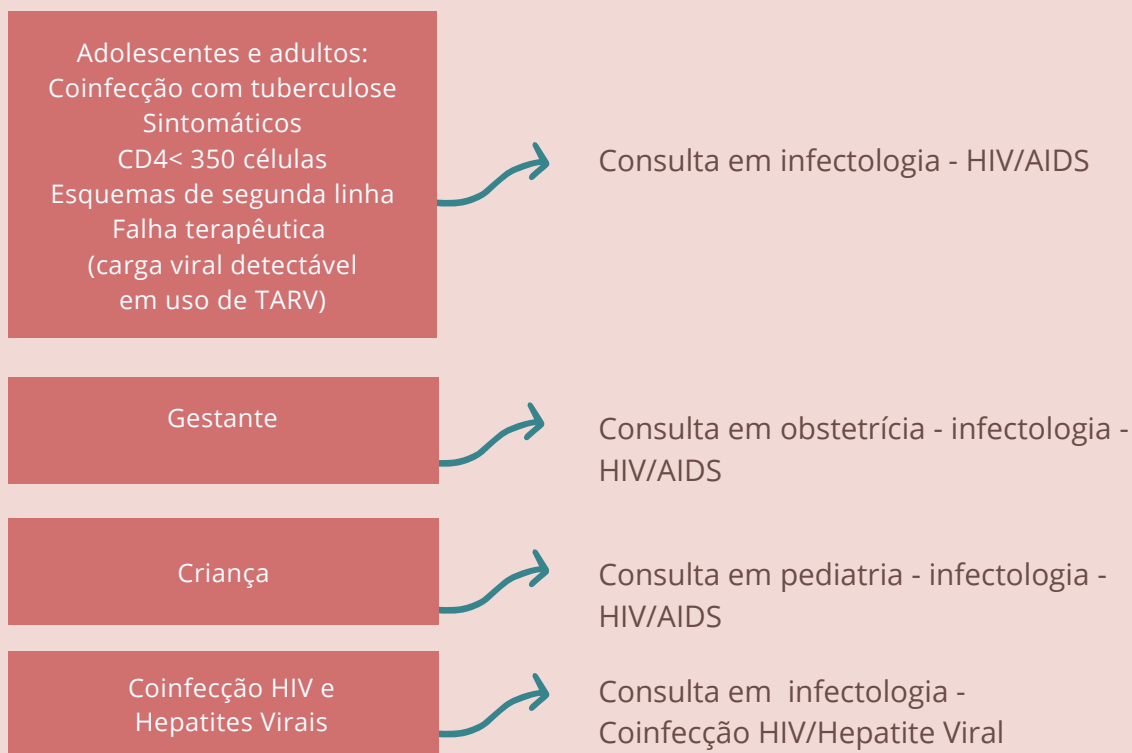 Adolescentes e adultos:
Coinfecção com tuberculose
Sintomáticos
CD4< 350 células
Esquemas de segunda linha
Falha terapêutica
(carga viral detectável
em uso de TARV)
Consulta em infectologia - HIV/AIDS
Gestante
Consulta em obstetrícia - infectologia -
HIV/AIDS
Criança
Consulta em pediatria - infectologia -
HIV/AIDS
Coinfecção HIV e
Hepatites Virais
Consulta em  infectologia -
Coinfecção HIV/Hepatite Viral